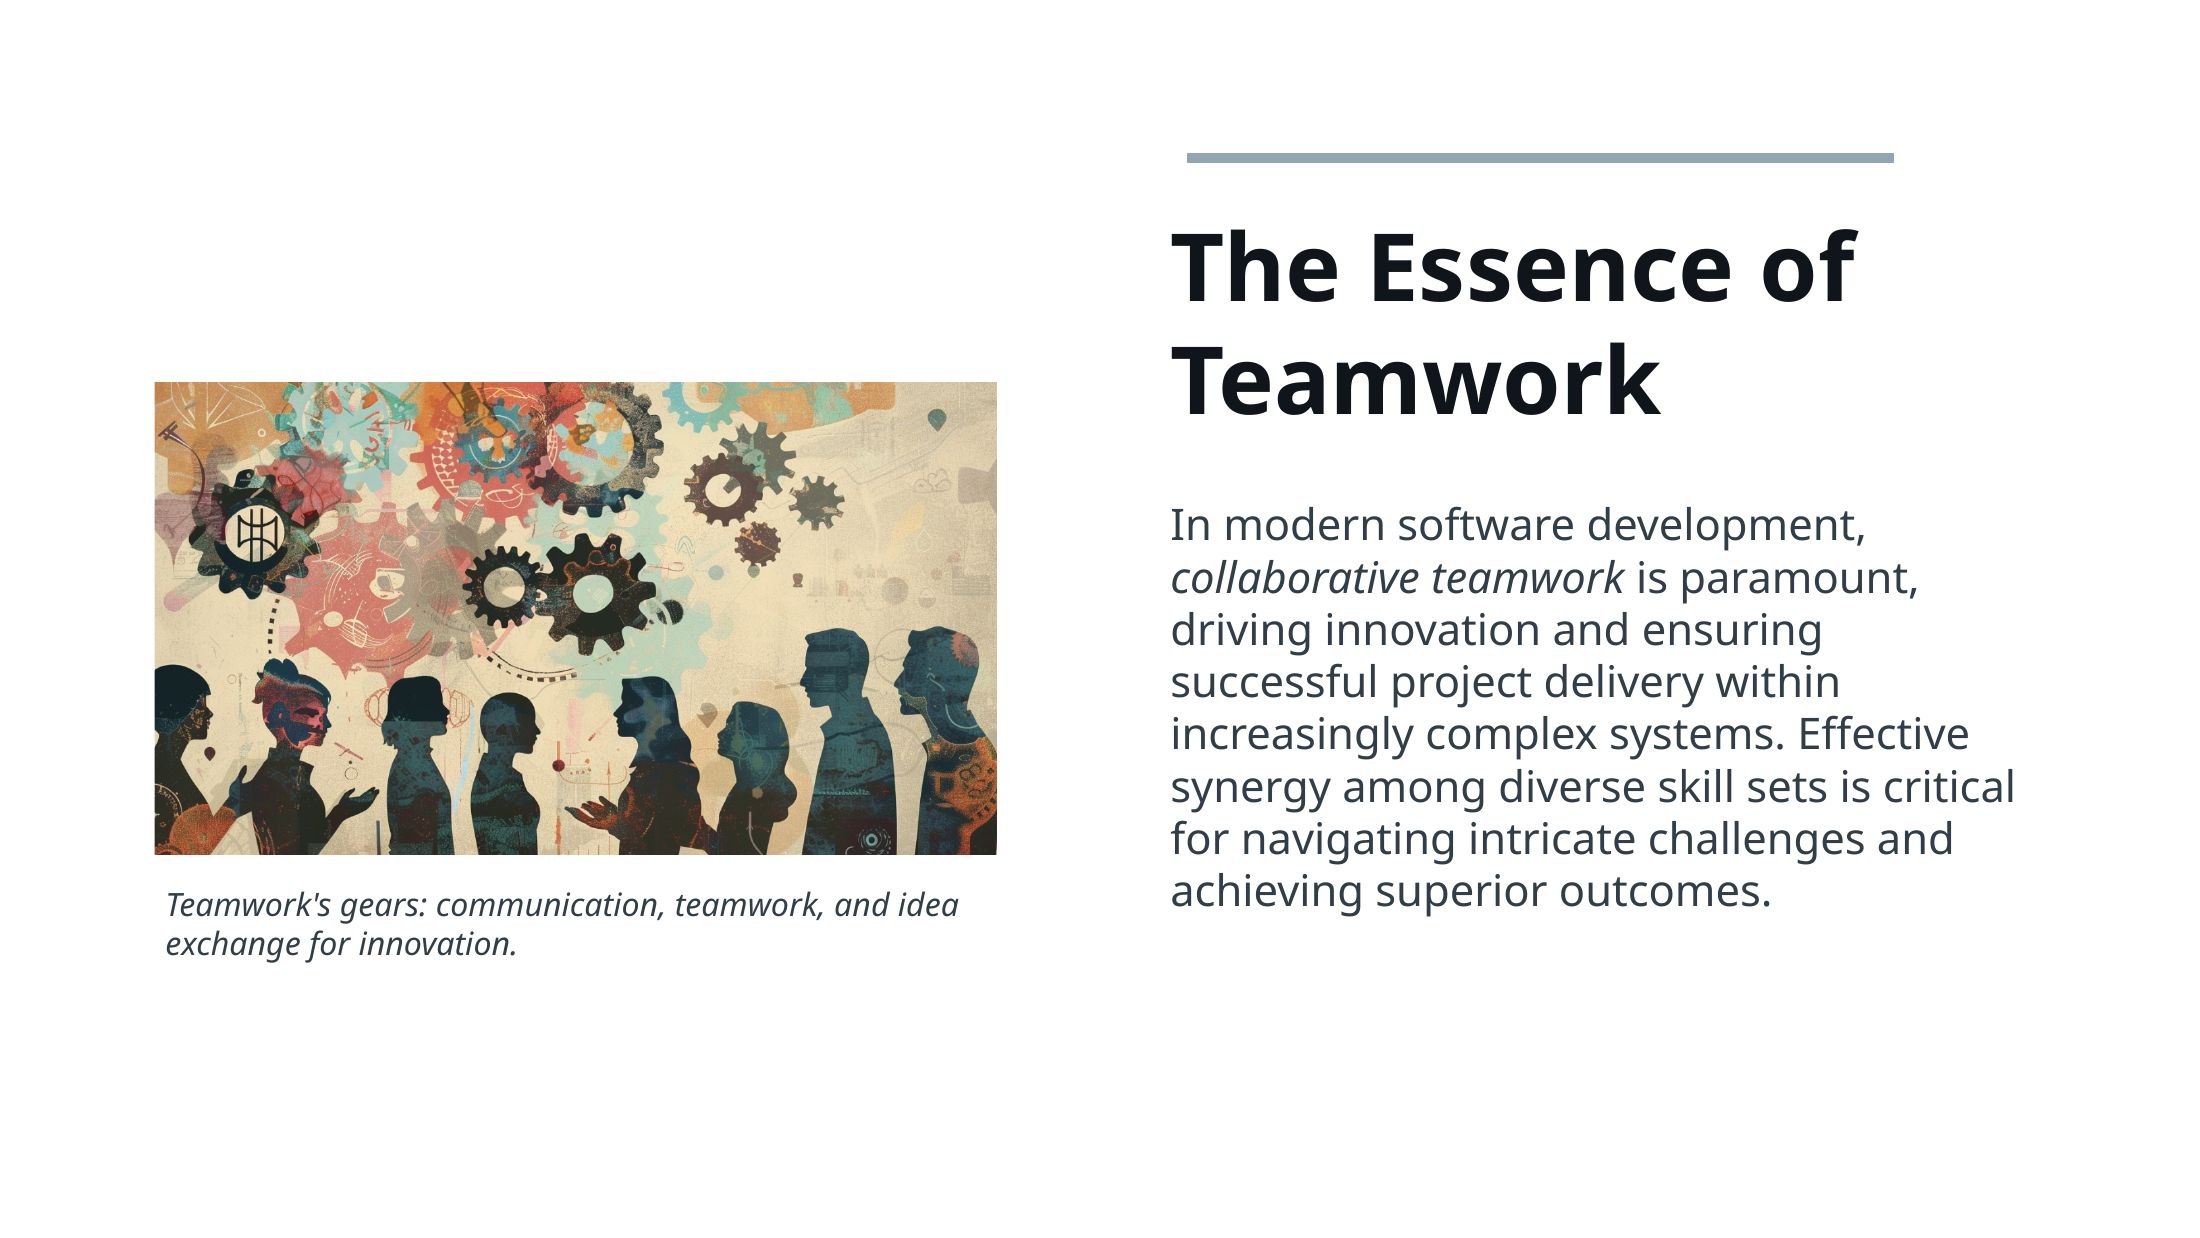 The Essence of
Teamwork
In modern software development,
collaborative teamwork is paramount,
driving innovation and ensuring
successful project delivery within
increasingly complex systems. Effective
synergy among diverse skill sets is critical
for navigating intricate challenges and
achieving superior outcomes.
Teamwork's gears: communication, teamwork, and idea
exchange for innovation.